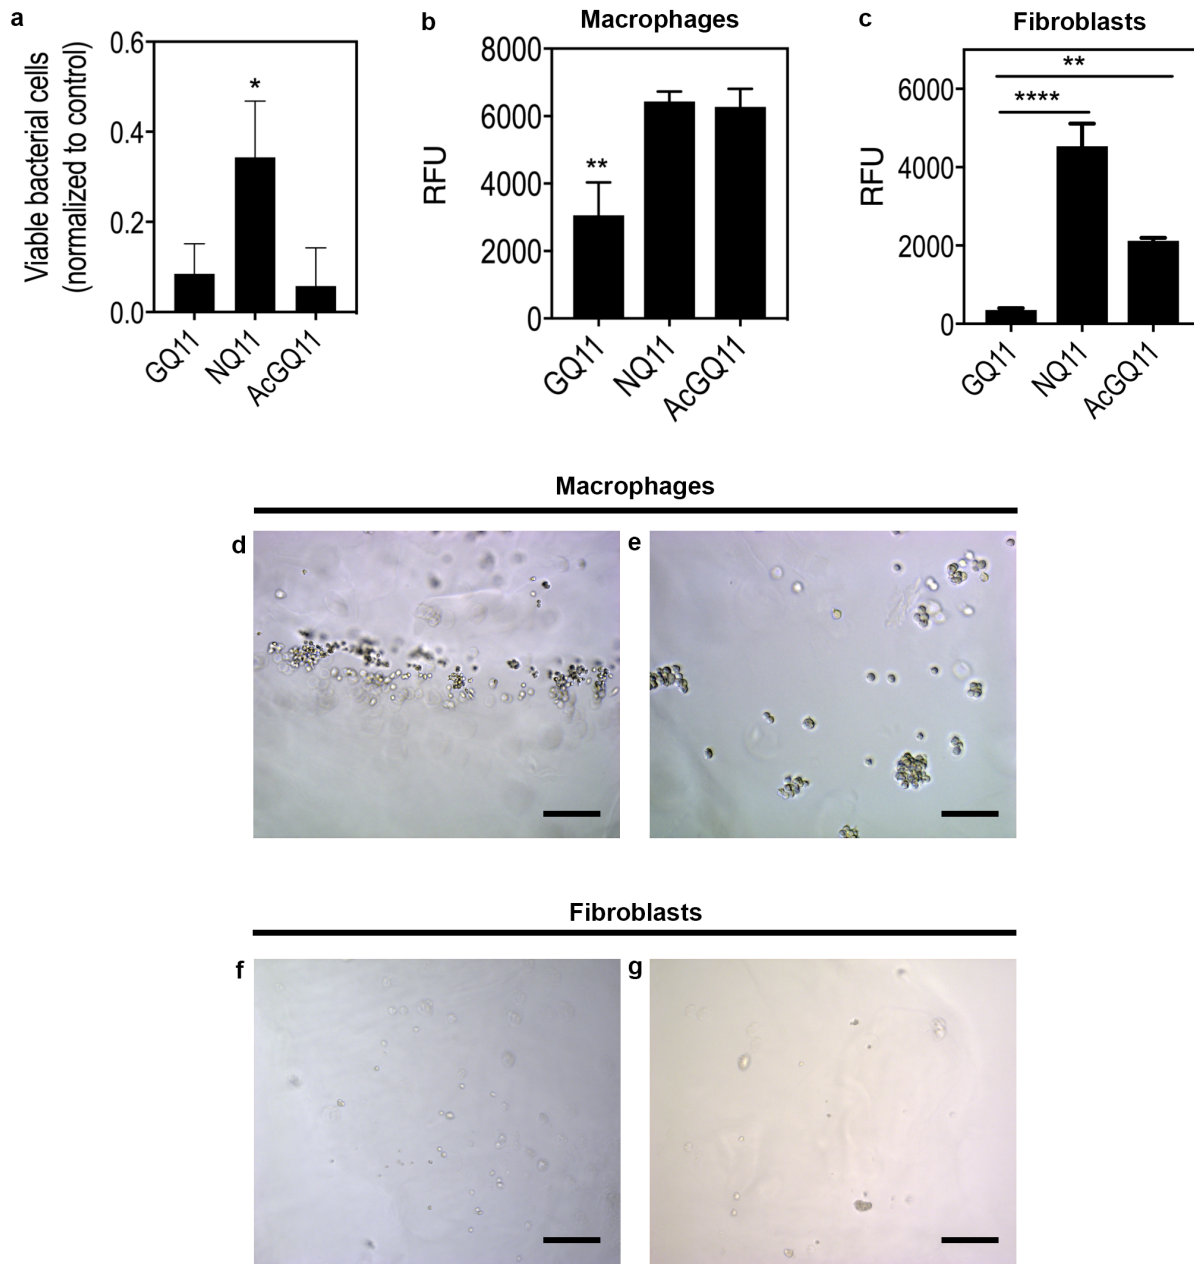 a
Viable bacterial cells
(normalized to control)
0.6
0.4
0.2
0.0
*
GQ11
NQ11
AcGQ11
b
Macrophages
RFU
8000
6000
4000
2000
0
**
GQ11
NQ11
AcGQ11
c
Fibroblasts
RFU
6000
4000
2000
0
**
****
GQ11
NQ11
AcGQ11
Macrophages
d
e
Fibroblasts
f
g